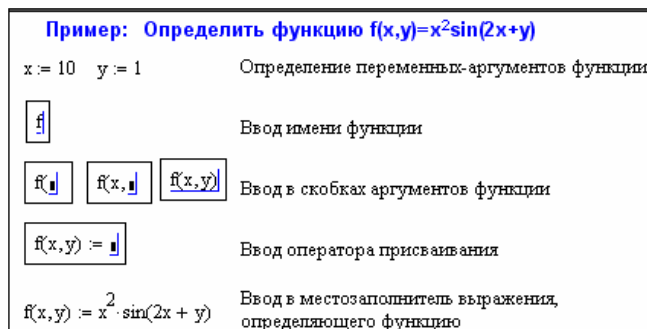 Пример: Определить функцию f(x,y)=x²sin(2x+y)
x := 10 y := 1 Определение переменных-аргументов функции
f Ввод имени функции
f(▪ f(x,▪ f(x,y) Ввод в скобках аргументов функции
f(x,y) := ▪ Ввод оператора присваивания
f(x,y) := x²·sin(2x + y) Ввод в местозаполнитель выражения,
определяющего функцию